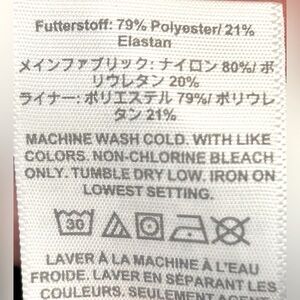 Futterstoff: 79% Polyester/ 21%
Elastan
メインファブリック: ナイロン 80%/ ポ
リウレタン 20%
ライナー: ポリエステル 79%/ ポリウレ
タン 21%
MACHINE WASH COLD. WITH LIKE
COLORS. NON-CHLORINE BLEACH
ONLY. TUMBLE DRY LOW. IRON ON
LOWEST SETTING.
30
LAVER À LA MACHINE À L'EAU
FROIDE. LAVER EN SÉPARANT LES
COULEURS. SEULEMENT AGENT